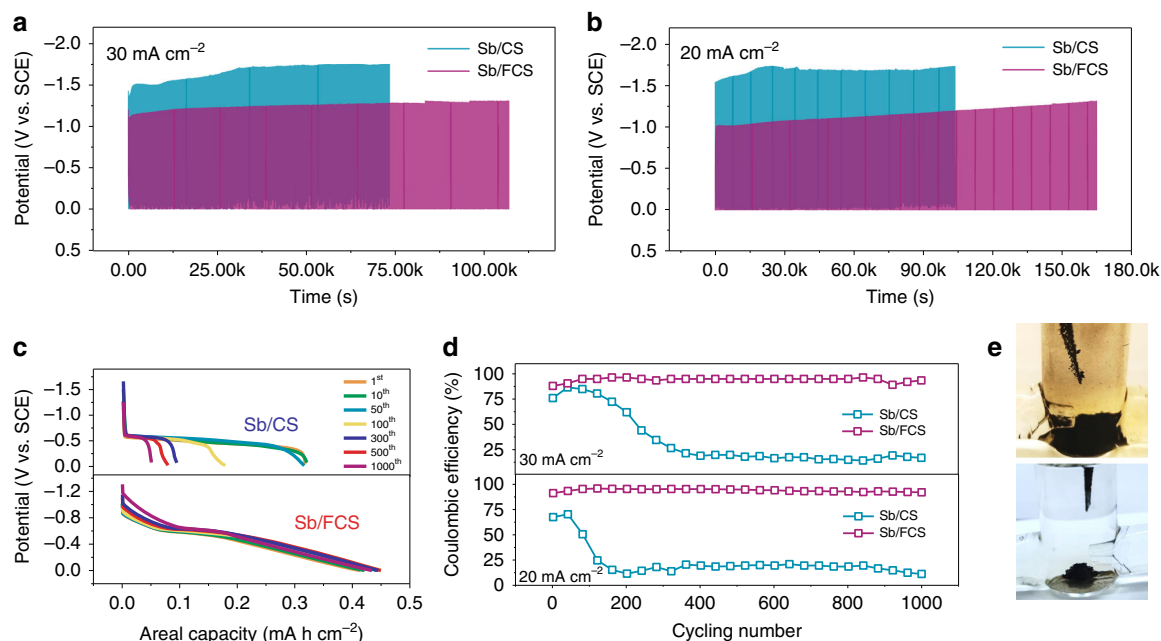 a
30 mA cm⁻²
Sb/CS
Sb/FCS
Potential (V vs. SCE)
−2.0
−1.5
−1.0
−0.5
0.0
0.5
0.00
25.00k
50.00k
75.00k
100.00k
Time (s)
b
20 mA cm⁻²
Sb/CS
Sb/FCS
Potential (V vs. SCE)
−2.0
−1.5
−1.0
−0.5
0.0
0.5
0.0
30.0k
60.0k
90.0k
120.0k
150.0k
180.0k
Time (s)
c
Potential (V vs. SCE)
−1.5
−1.0
−0.5
0.0
Sb/CS
1st
10th
50th
100th
300th
500th
1000th
−1.2
−0.8
−0.4
0.0
Sb/FCS
0.0
0.1
0.2
0.3
0.4
0.5
Areal capacity (mA h cm⁻²)
d
Coulombic efficiency (%)
100
75
50
25
Sb/CS
Sb/FCS
30 mA cm⁻²
100
75
50
25
0
Sb/CS
Sb/FCS
20 mA cm⁻²
0
200
400
600
800
1000
Cycling number
e